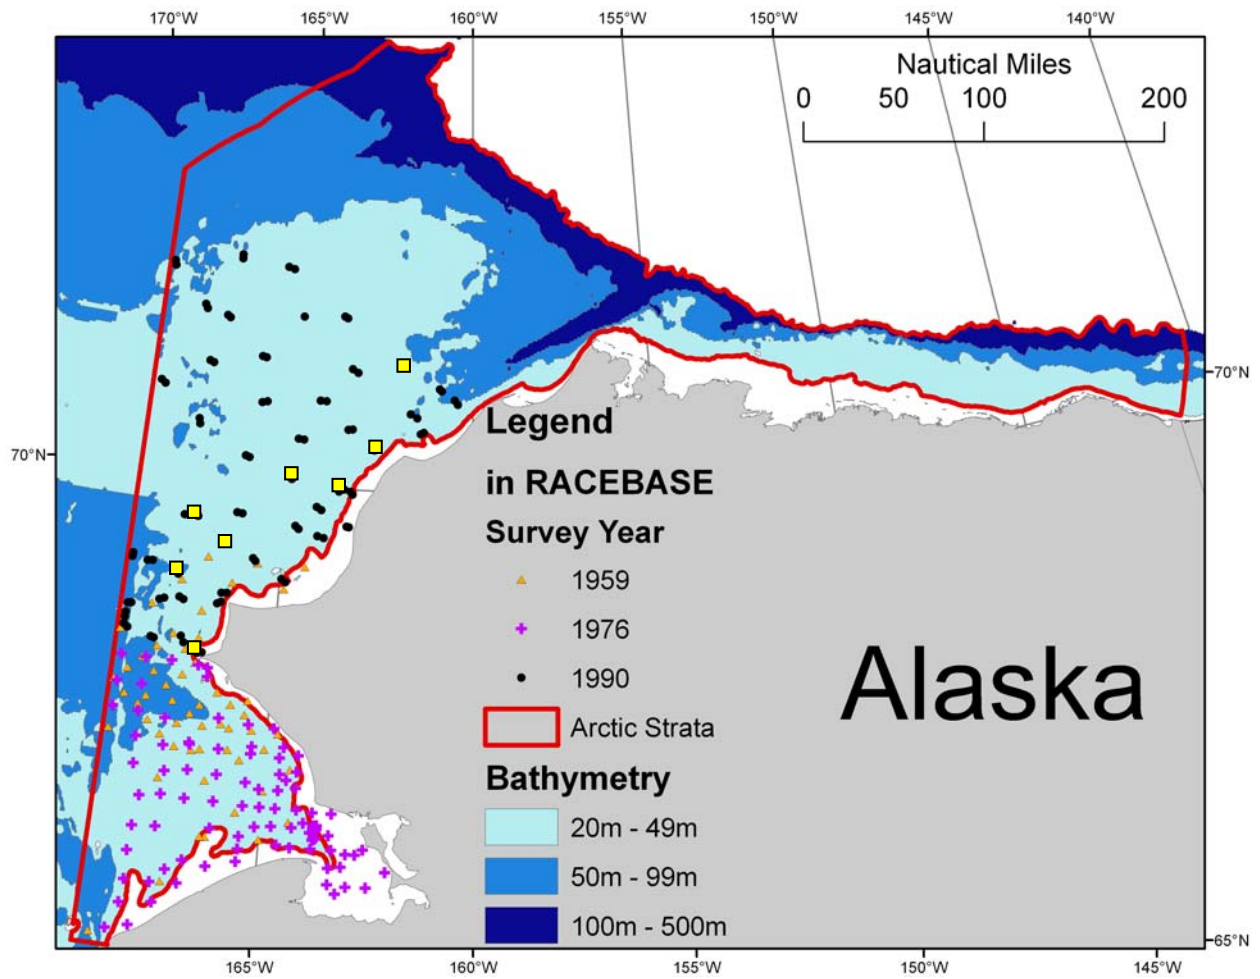 170°W 165°W 160°W 155°W 150°W 145°W 140°W
Nautical Miles
0 50 100 200
70°N
70°N
Legend
in RACEBASE
Survey Year
1959
1976
1990
Arctic Strata
Bathymetry
20m - 49m
50m - 99m
100m - 500m
Alaska
65°N
165°W 160°W 155°W 150°W 145°W